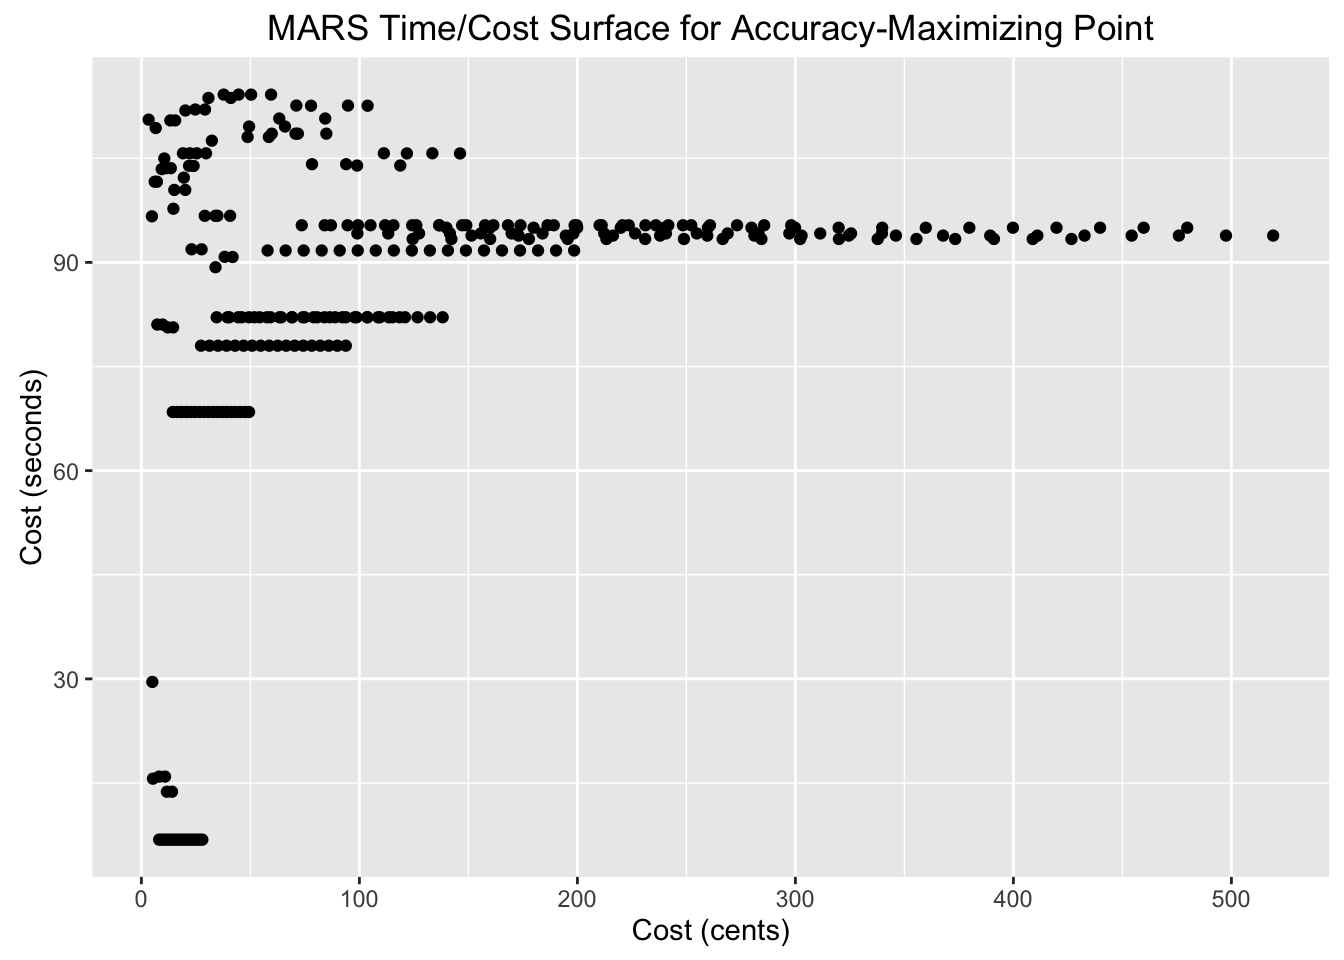 MARS Time/Cost Surface for Accuracy-Maximizing Point
Cost (seconds)
90
60
30
0 100 200 300 400 500
Cost (cents)